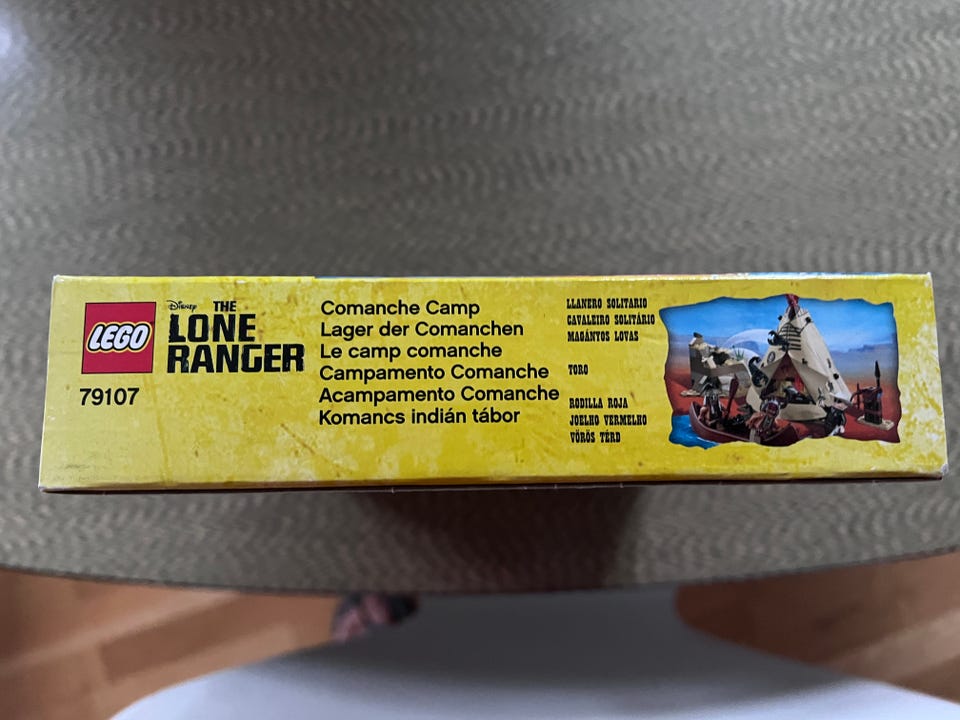 LEGO
79107
Disney
THE
LONE
RANGER
Comanche Camp
Lager der Comanchen
Le camp comanche
Campamento Comanche
Acampamento Comanche
Komancs indián tábor
LLANERO SOLITARIO
CAVALEIRO SOLITÁRIO
MAGÁNYOS LOVAS
TORO
RODILLA ROJA
JOELHO VERMELHO
VÖRÖS TÉRD